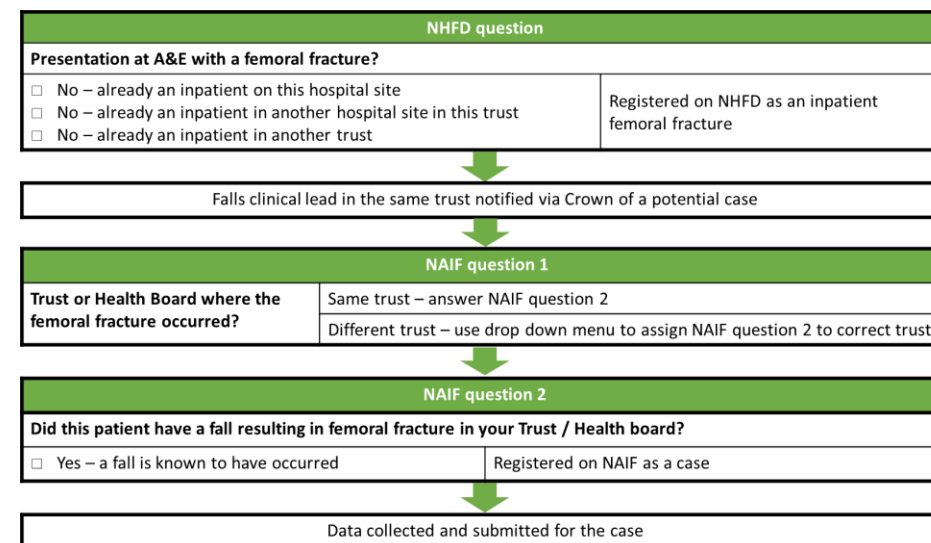 NHFD question
Presentation at A&E with a femoral fracture?
☐ No – already an inpatient on this hospital site
☐ No – already an inpatient in another hospital site in this trust
☐ No – already an inpatient in another trust
Registered on NHFD as an inpatient
femoral fracture
Falls clinical lead in the same trust notified via Crown of a potential case
NAIF question 1
Trust or Health Board where the
femoral fracture occurred?
Same trust – answer NAIF question 2
Different trust – use drop down menu to assign NAIF question 2 to correct trust
NAIF question 2
Did this patient have a fall resulting in femoral fracture in your Trust / Health board?
☐ Yes – a fall is known to have occurred
Registered on NAIF as a case
Data collected and submitted for the case